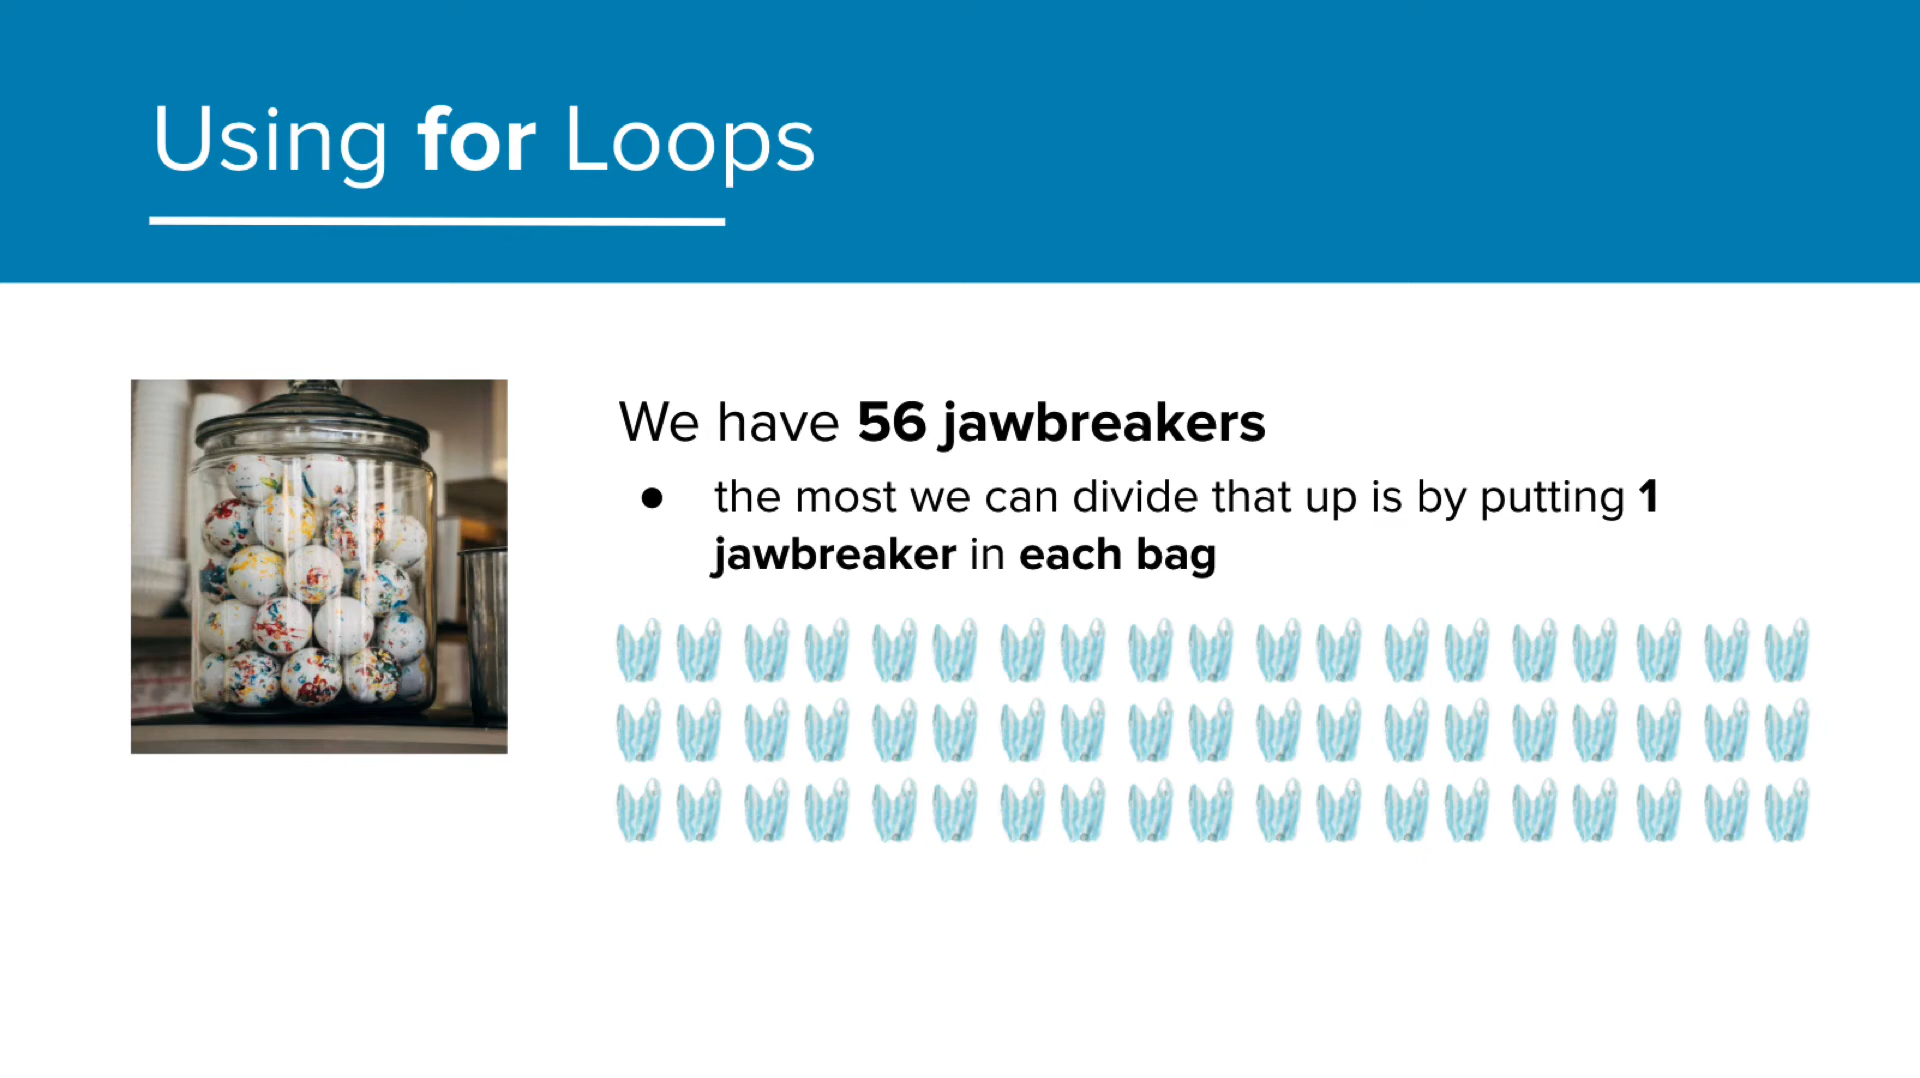 Using for Loops
We have 56 jawbreakers
● the most we can divide that up is by putting 1
jawbreaker in each bag